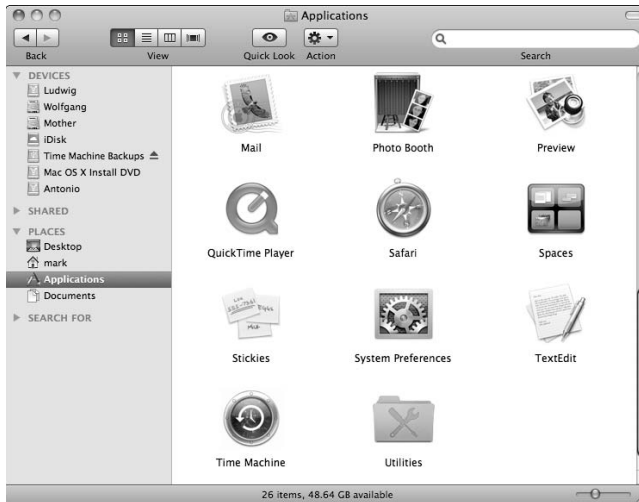 Applications
Back
View
Quick Look
Action
Search
DEVICES
Ludwig
Wolfgang
Mother
iDisk
Time Machine Backups
Mac OS X Install DVD
Antonio
SHARED
PLACES
Desktop
mark
Applications
Documents
SEARCH FOR
Mail
Photo Booth
Preview
QuickTime Player
Safari
Spaces
Stickies
System Preferences
TextEdit
Time Machine
Utilities
26 items, 48.64 GB available